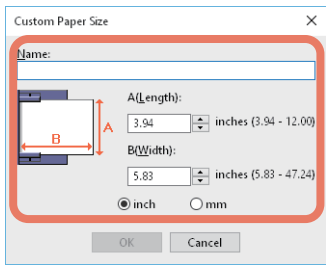 Custom Paper Size
Name:
A(Length):
3.94 inches (3.94 - 12.00)
B(Width):
5.83 inches (5.83 - 47.24)
A
B
inch mm
OK Cancel